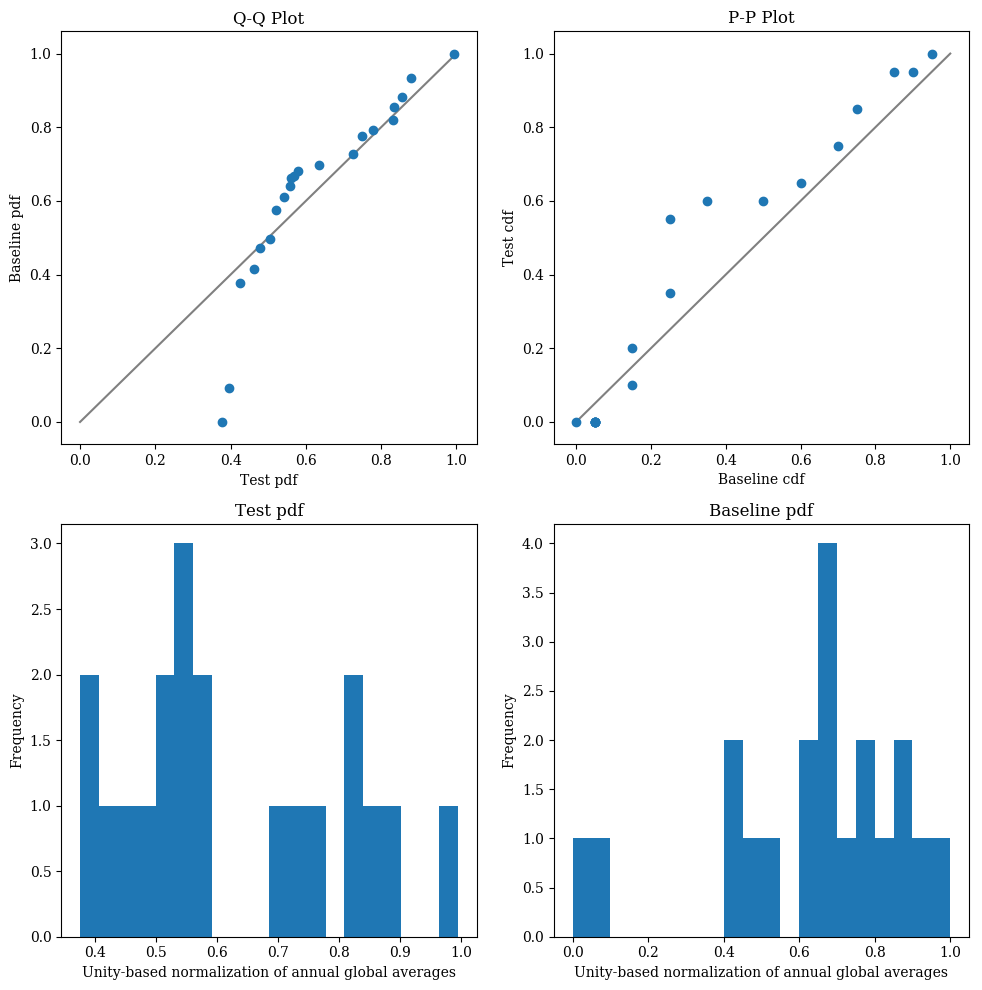 Q-Q Plot
P-P Plot
1.0
0.8
0.6
0.4
0.2
0.0
Baseline pdf
0.0 0.2 0.4 0.6 0.8 1.0
Test pdf
1.0
0.8
0.6
0.4
0.2
0.0
Test cdf
0.0 0.2 0.4 0.6 0.8 1.0
Baseline cdf
Test pdf
3.0
2.5
2.0
1.5
1.0
0.5
0.0
Frequency
0.4 0.5 0.6 0.7 0.8 0.9 1.0
Unity-based normalization of annual global averages
Baseline pdf
4.0
3.5
3.0
2.5
2.0
1.5
1.0
0.5
0.0
Frequency
0.0 0.2 0.4 0.6 0.8 1.0
Unity-based normalization of annual global averages